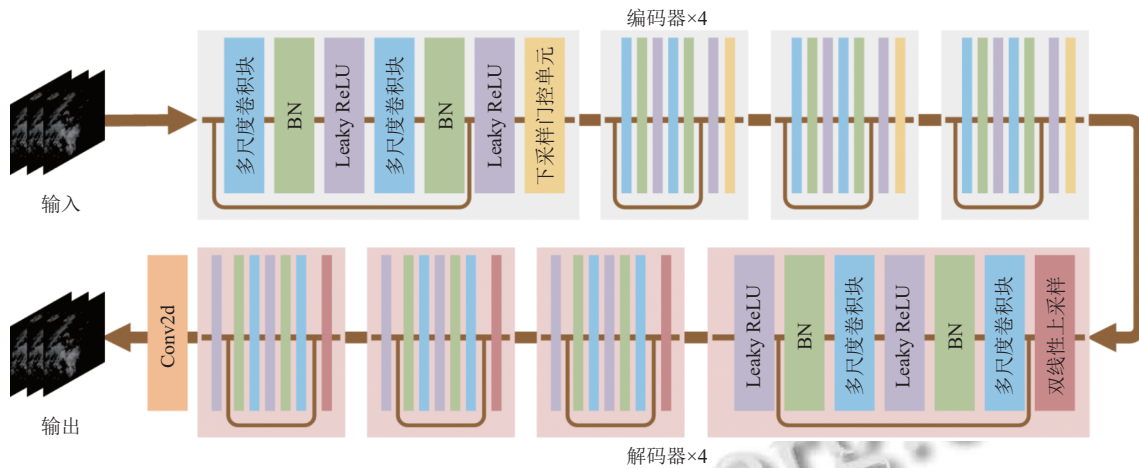 编码器×4
多尺度卷积块
BN
Leaky ReLU
多尺度卷积块
BN
Leaky ReLU
下采样门控单元
输入
Conv2d
Leaky ReLU
BN
多尺度卷积块
Leaky ReLU
BN
多尺度卷积块
双线性上采样
输出
解码器×4